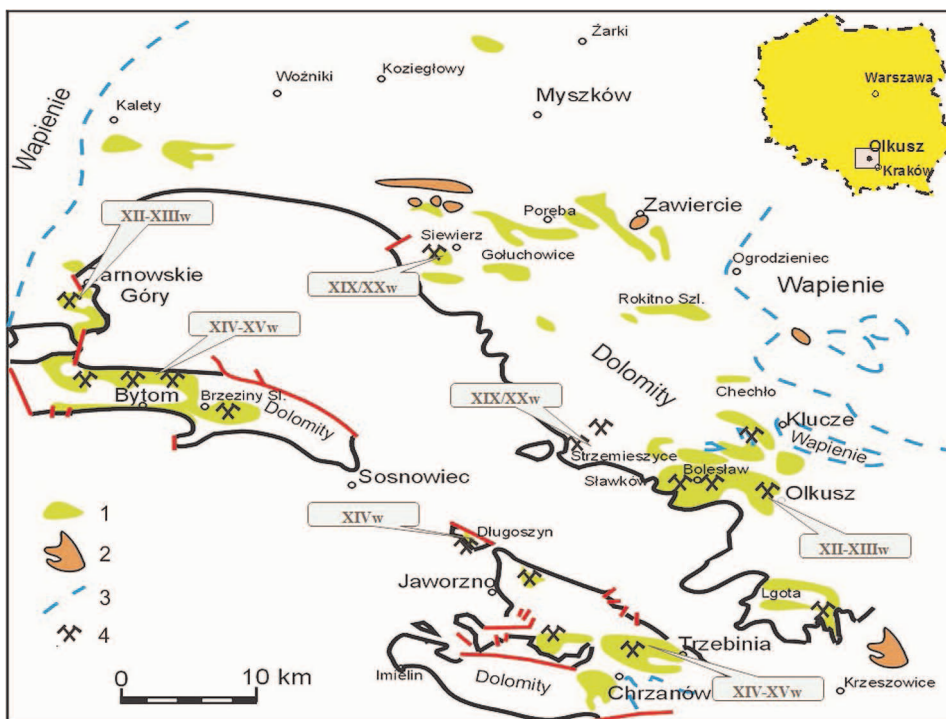 Żarki
Woźniki
Koziegłowy
Myszków
Kalety
Wapienie
Warszawa
Olkusz
Kraków
XII-XIIIw
Zawiercie
Poręba
Siewierz
Gołuchowice
Ogrodzieniec
Wapienie
arnowskie
Góry
XIX/XXw
Rokitno Szl.
XIV-XVw
Dolomity
Chechło
Bytom
Brzeziny Śl.
Dolomity
XIX/XXw
Klucze
Wapienie
Strzemieszyce
Sosnowiec
Sławków
Bolesław
Olkusz
XIVw
Długoszyn
XII-XIIIw
1
2
3
4
Jaworzno
Lgota
Trzebinia
Imielin
Dolomity
Chrzanów
XIV-XVw
Krzeszowice
0
10 km